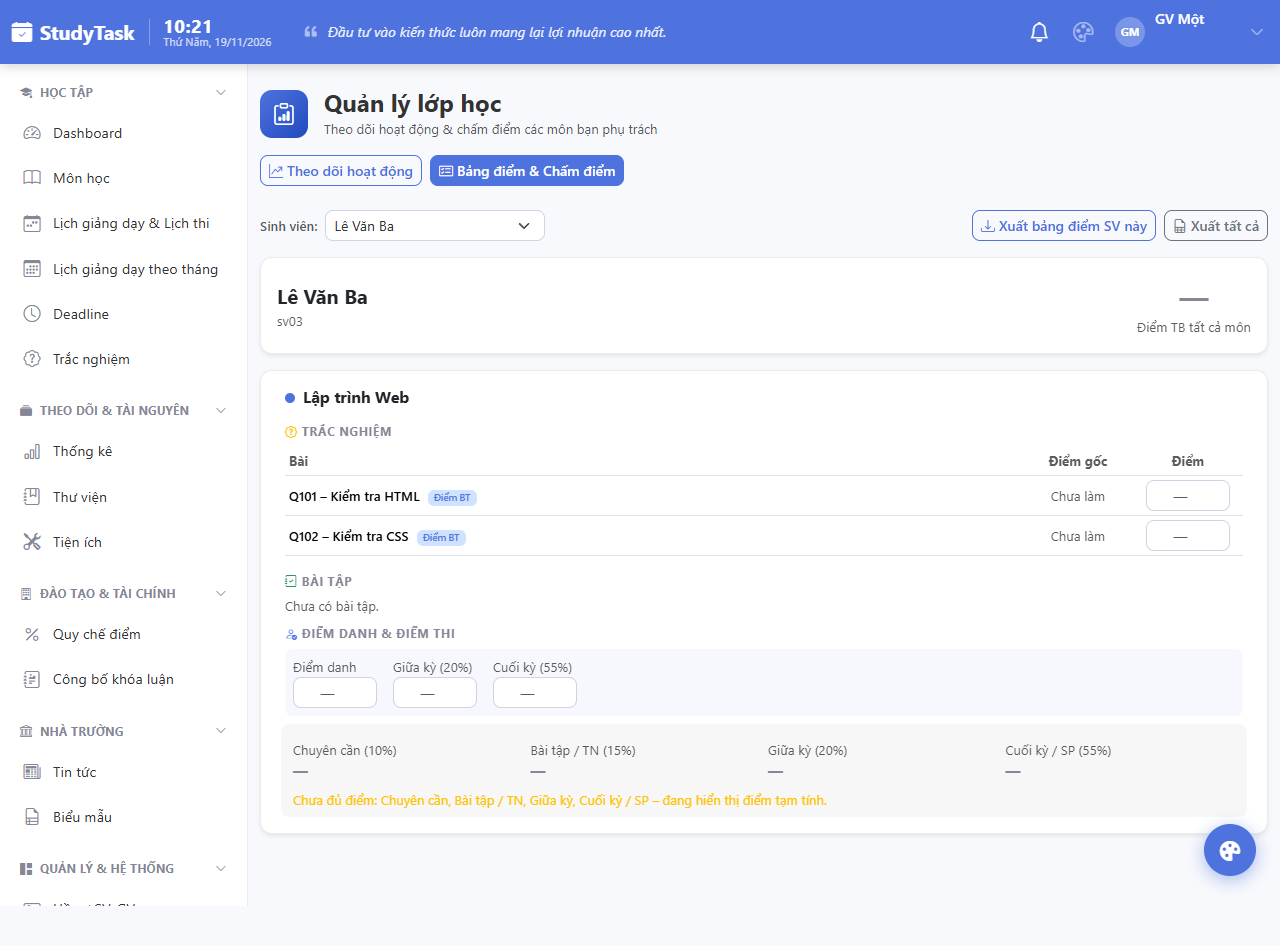 StudyTask
10:21
Thứ Năm, 19/11/2026
Đầu tư vào kiến thức luôn mang lại lợi nhuận cao nhất.
GM
GV Một
HỌC TẬP
Dashboard
Môn học
Lịch giảng dạy & Lịch thi
Lịch giảng dạy theo tháng
Deadline
Trắc nghiệm
THEO DÕI & TÀI NGUYÊN
Thống kê
Thư viện
Tiện ích
ĐÀO TẠO & TÀI CHÍNH
Quy chế điểm
Công bố khóa luận
NHÀ TRƯỜNG
Tin tức
Biểu mẫu
QUẢN LÝ & HỆ THỐNG
Quản lý lớp học
Theo dõi hoạt động & chấm điểm các môn bạn phụ trách
Theo dõi hoạt động
Bảng điểm & Chấm điểm
Sinh viên:
Lê Văn Ba
Xuất bảng điểm SV này
Xuất tất cả
Lê Văn Ba
sv03
—
Điểm TB tất cả môn
Lập trình Web
TRẮC NGHIỆM
Bài Điểm gốc Điểm
Q101 – Kiểm tra HTML Điểm BT Chưa làm —
Q102 – Kiểm tra CSS Điểm BT Chưa làm —
BÀI TẬP
Chưa có bài tập.
ĐIỂM DANH & ĐIỂM THI
Điểm danh Giữa kỳ (20%) Cuối kỳ (55%)
— — —
Chuyên cần (10%) Bài tập / TN (15%) Giữa kỳ (20%) Cuối kỳ / SP (55%)
— — — —
Chưa đủ điểm: Chuyên cần, Bài tập / TN, Giữa kỳ, Cuối kỳ / SP – đang hiển thị điểm tạm tính.